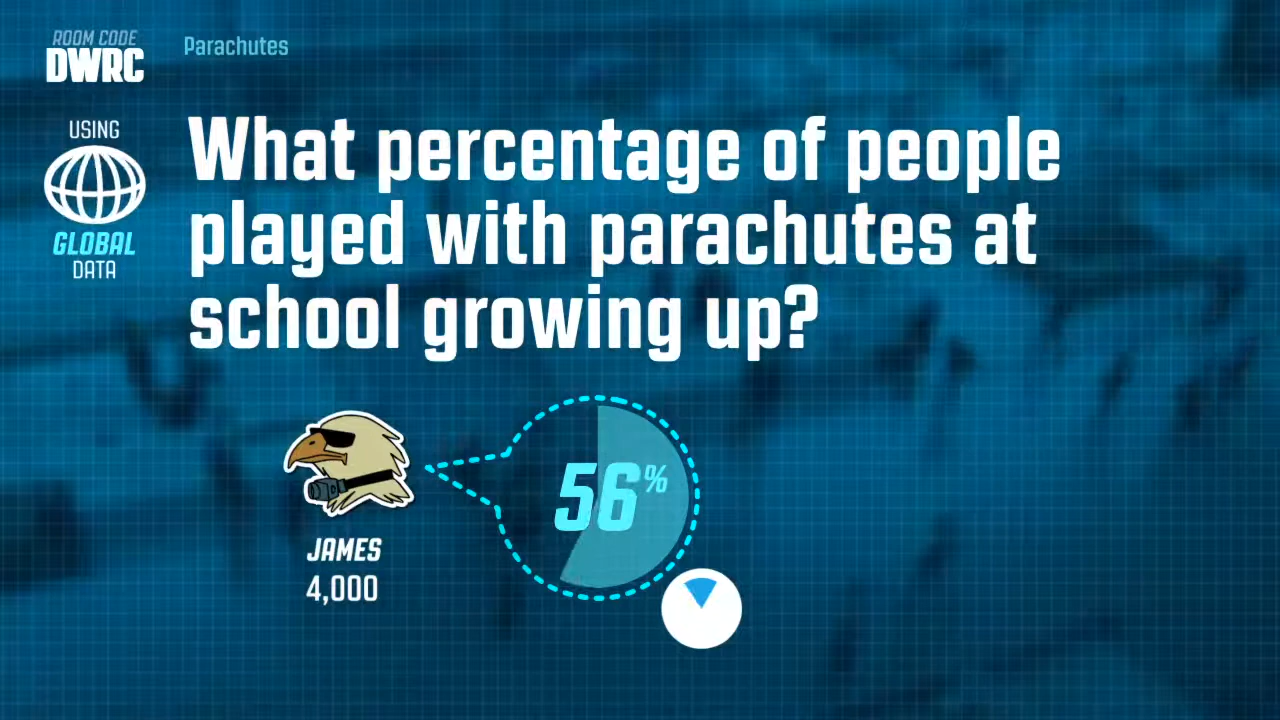 ROOM CODE
DWRC
Parachutes
USING
GLOBAL
DATA
What percentage of people
played with parachutes at
school growing up?
56%
JAMES
4,000